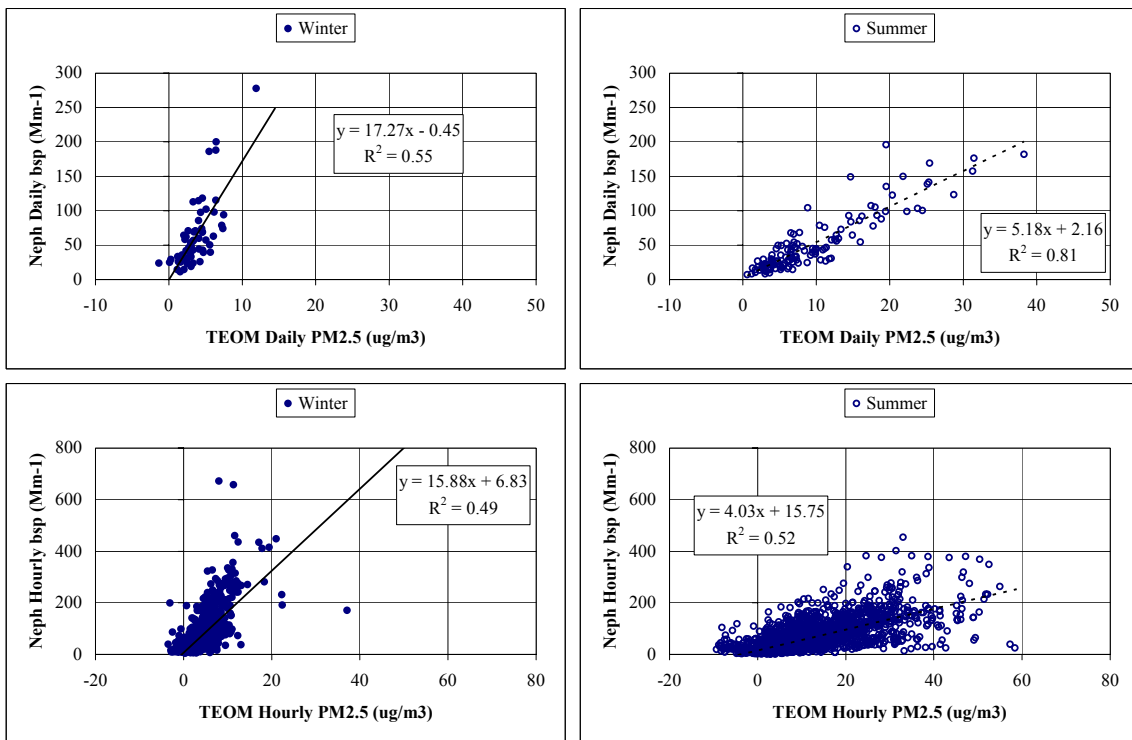 Winter
300
250
200
150
100
50
0
-10 0 10 20 30 40 50
Neph Daily bsp (Mm-1)
TEOM Daily PM2.5 (ug/m3)
y = 17.27x - 0.45
R² = 0.55
Summer
300
250
200
150
100
50
0
-10 0 10 20 30 40 50
Neph Daily bsp (Mm-1)
TEOM Daily PM2.5 (ug/m3)
y = 5.18x + 2.16
R² = 0.81
Winter
800
600
400
200
0
-20 0 20 40 60 80
Neph Hourly bsp (Mm-1)
TEOM Hourly PM2.5 (ug/m3)
y = 15.88x + 6.83
R² = 0.49
Summer
800
600
400
200
0
-20 0 20 40 60 80
Neph Hourly bsp (Mm-1)
TEOM Hourly PM2.5 (ug/m3)
y = 4.03x + 15.75
R² = 0.52